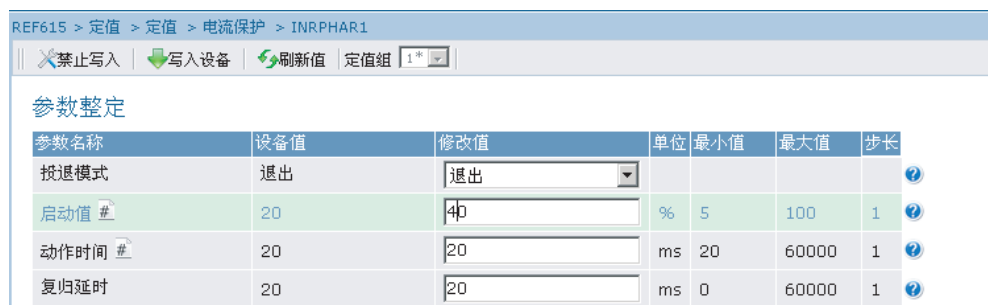 REF615 > 定值 > 定值 > 电流保护 > INRPHAR1
禁止写入 写入设备 刷新值 定值组 1*
参数整定
参数名称 设备值 修改值 单位 最小值 最大值 步长
投退模式 退出 退出
启动值 # 20 40 % 5 100 1
动作时间 # 20 20 ms 20 60000 1
复归延时 20 20 ms 0 60000 1